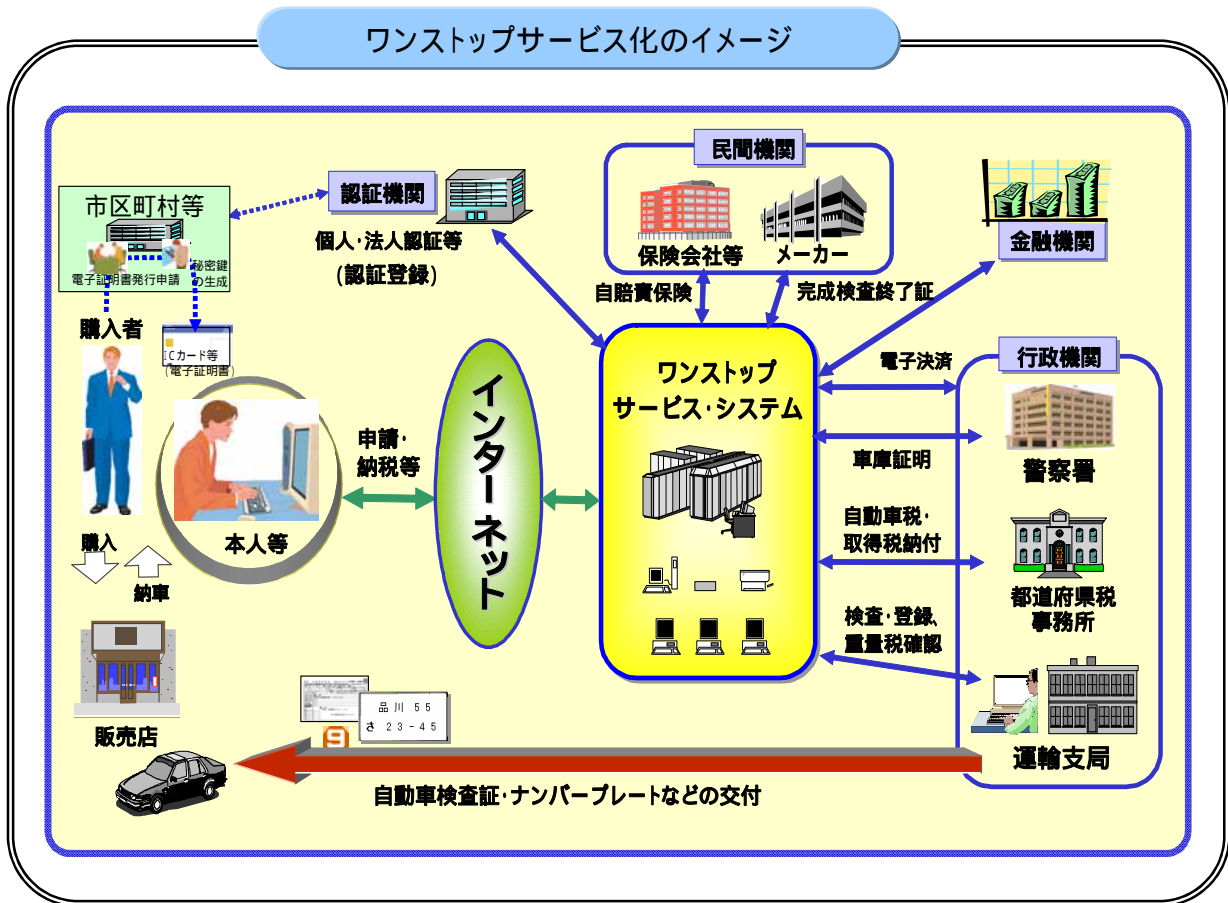 ワンストップサービス化のイメージ
民間機関
保険会社等
メーカー
市区町村等
電子証明書発行申請
秘密鍵
の生成
認証機関
個人・法人認証等
(認証登録)
金融機関
自賠責保険
完成検査終了証
購入者
ICカード等
(電子証明書)
電子決済
行政機関
ワンストップ
サービス・システム
インターネット
申請・
納税等
本人等
警察署
車庫証明
購入
納車
自動車税・
取得税納付
都道府県税
事務所
検査・登録、
重量税確認
品川 55
さ 23-45
9
販売店
運輸支局
自動車検査証・ナンバープレートなどの交付